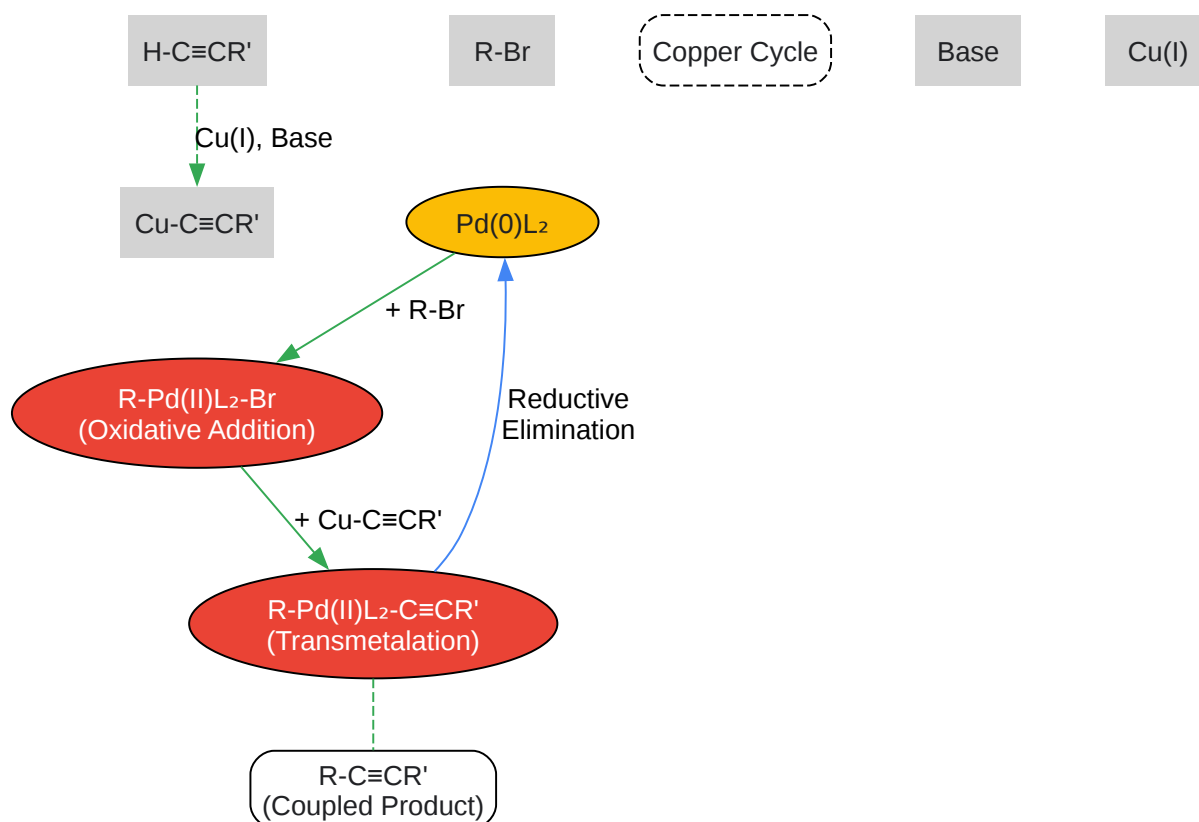 H-C≡CR'
R-Br
Copper Cycle
Base
Cu(I)
Cu(I), Base
Cu-C≡CR'
Pd(0)L₂
+ R-Br
R-Pd(II)L₂-Br
(Oxidative Addition)
Reductive
Elimination
+ Cu-C≡CR'
R-Pd(II)L₂-C≡CR'
(Transmetalation)
R-C≡CR'
(Coupled Product)